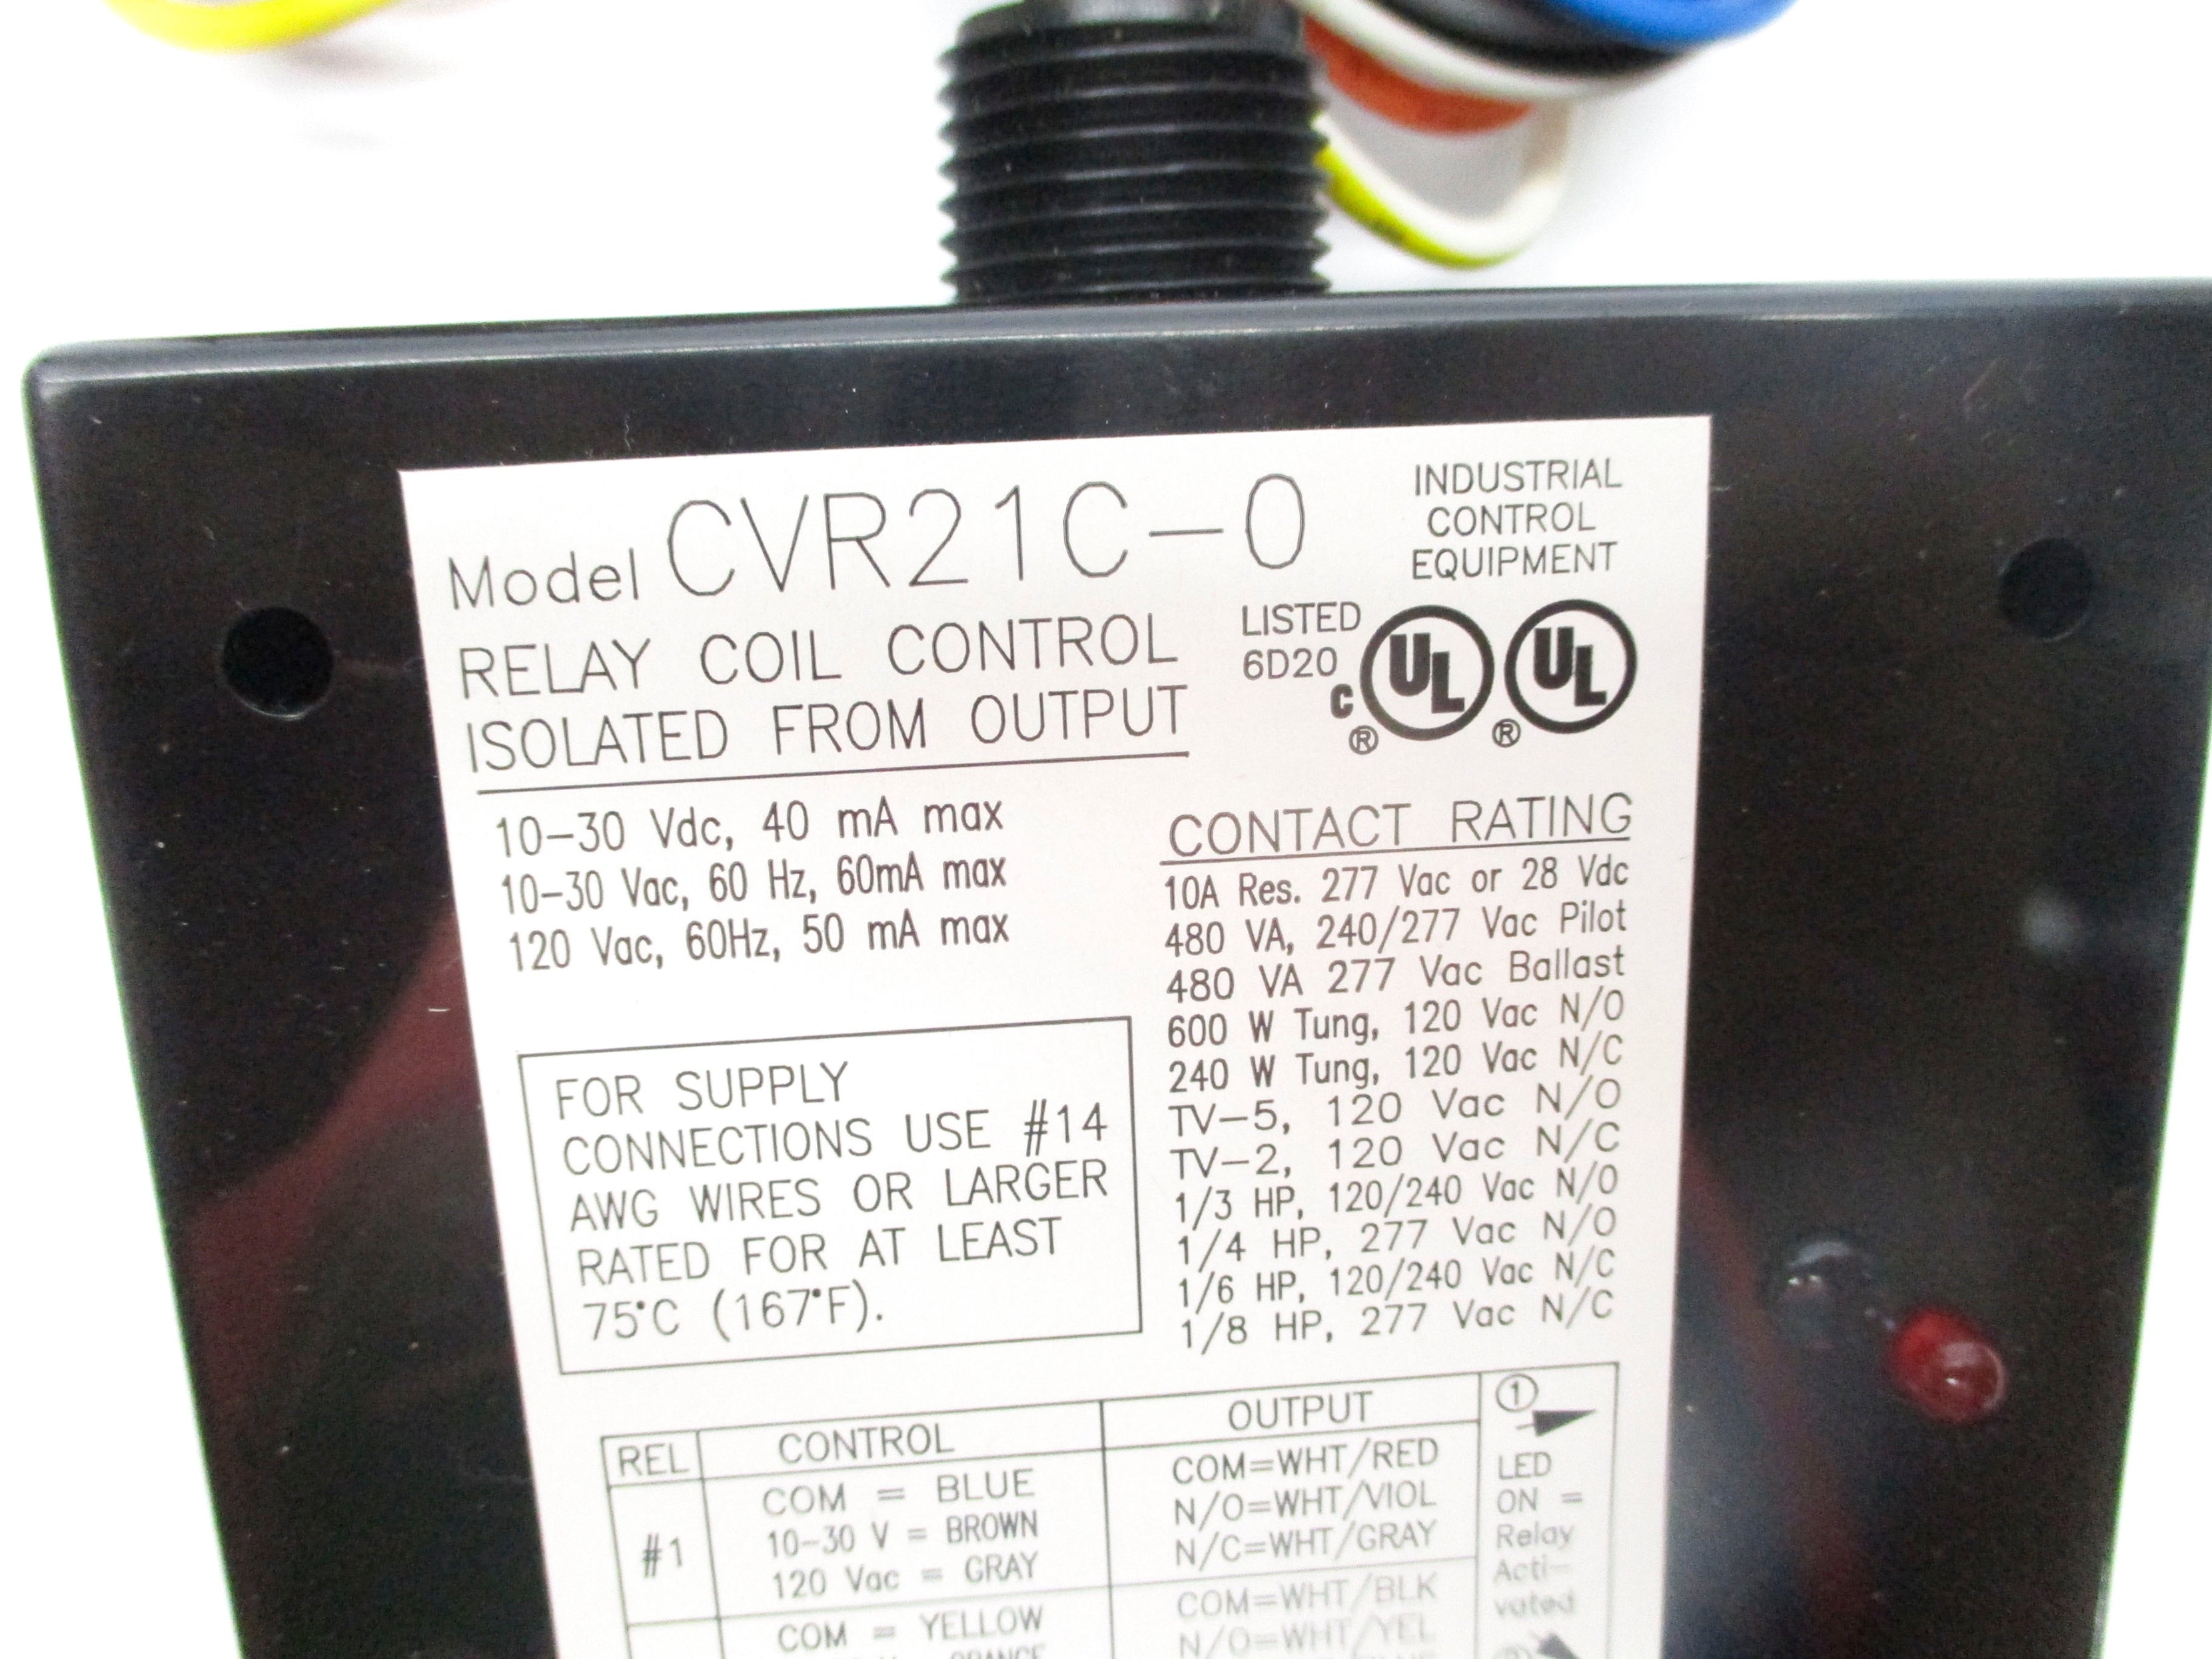 Model CVR21C-0
RELAY COIL CONTROL
ISOLATED FROM OUTPUT
INDUSTRIAL
CONTROL
EQUIPMENT
LISTED
6D20
C UL ® UL ®
10-30 Vdc, 40 mA max
10-30 Vac, 60 Hz, 60mA max
120 Vac, 60Hz, 50 mA max
CONTACT RATING
10A Res. 277 Vac or 28 Vdc
480 VA, 240/277 Vac Pilot
480 VA 277 Vac Ballast
600 W Tung, 120 Vac N/O
240 W Tung, 120 Vac N/C
TV-5, 120 Vac N/O
TV-2, 120 Vac N/C
1/3 HP, 120/240 Vac N/O
1/4 HP, 277 Vac N/O
1/6 HP, 120/240 Vac N/C
1/8 HP, 277 Vac N/C
FOR SUPPLY
CONNECTIONS USE #14
AWG WIRES OR LARGER
RATED FOR AT LEAST
75°C (167°F).
REL CONTROL OUTPUT
#1
COM = BLUE
10-30 V = BROWN
120 Vac = GRAY
COM=WHT/RED
N/O=WHT/VIOL
N/C=WHT/GRAY
COM = YELLOW
COM=WHT/BLK
N/O=WHT/YEL
1
LED
ON =
Relay
Acti-
vated